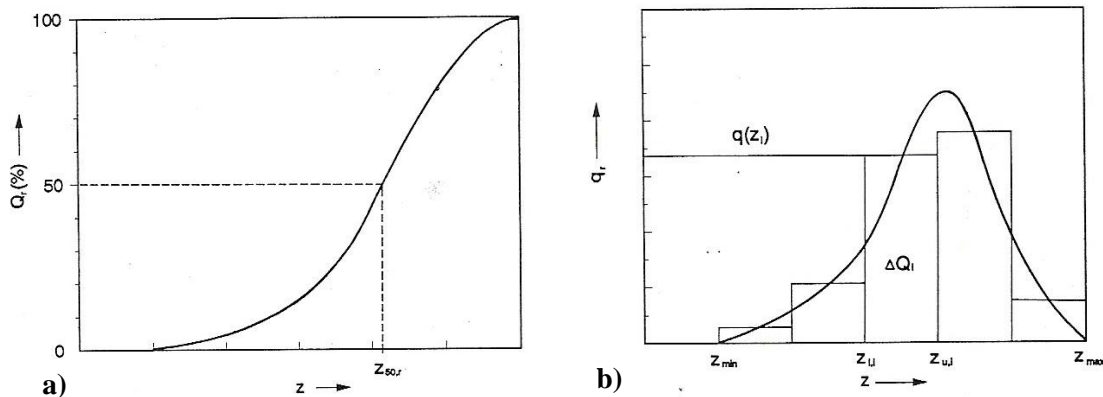 100
Q_r (%) →
50
0
z_50,r
a)
z →
q_r →
q(z_i)
ΔQ_i
z_min
z_l,i
z_u,i
z_max
b)
z →